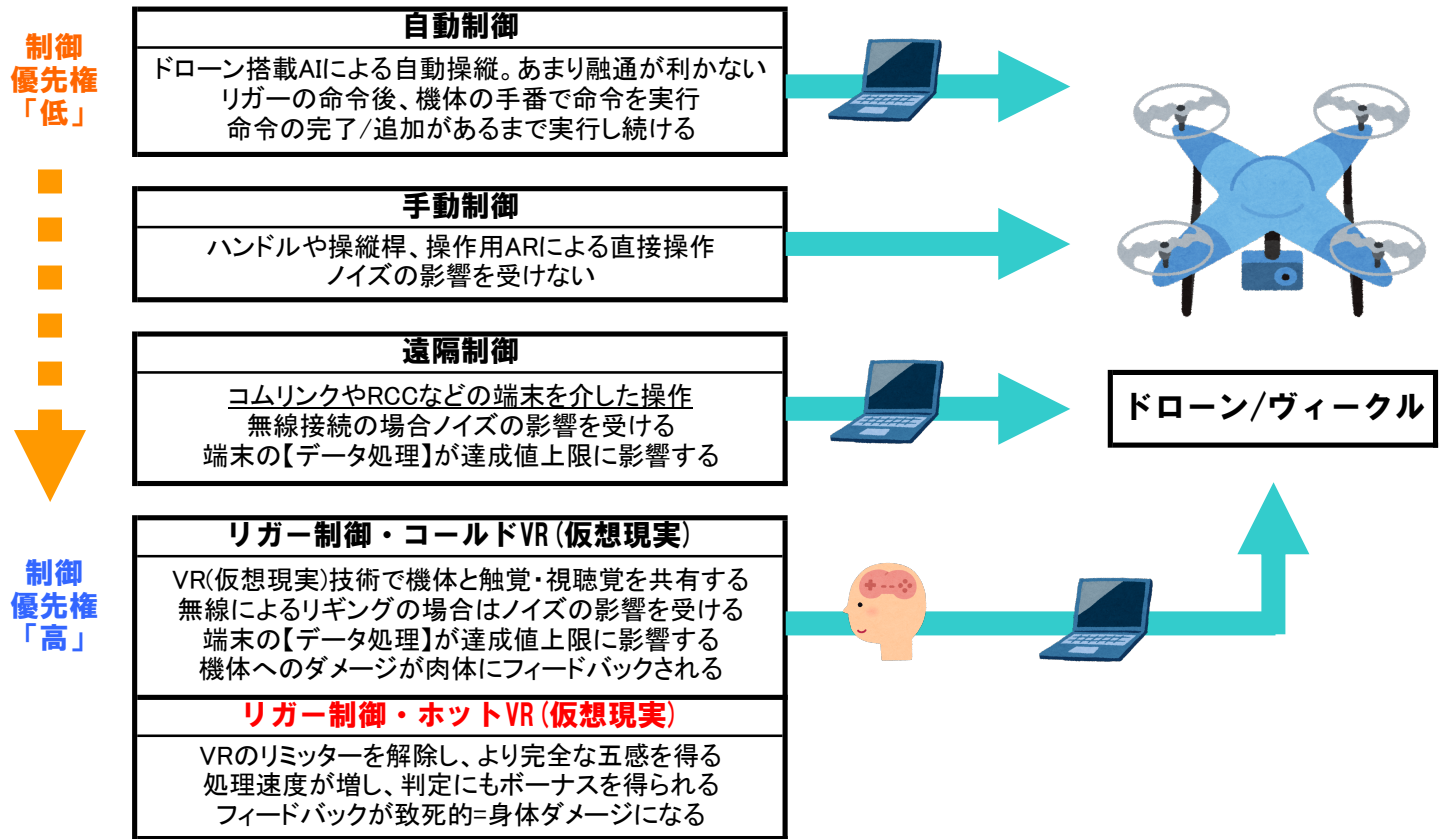 制御
優先権
「低」
自動制御
ドローン搭載AIによる自動操縦。あまり融通が利かない
リガーの命令後、機体の手番で命令を実行
命令の完了/追加があるまで実行し続ける
手動制御
ハンドルや操縦桿、操作用ARによる直接操作
ノイズの影響を受けない
遠隔制御
コムリンクやRCCなどの端末を介した操作
無線接続の場合ノイズの影響を受ける
端末の【データ処理】が達成値上限に影響する
ドローン/ヴィークル
制御
優先権
「高」
リガー制御・コールドVR(仮想現実)
VR(仮想現実)技術で機体と触覚・視聴覚を共有する
無線によるリギングの場合はノイズの影響を受ける
端末の【データ処理】が達成値上限に影響する
機体へのダメージが肉体にフィードバックされる
リガー制御・ホットVR(仮想現実)
VRのリミッターを解除し、より完全な五感を得る
処理速度が増し、判定にもボーナスを得られる
フィードバックが致死的=身体ダメージになる